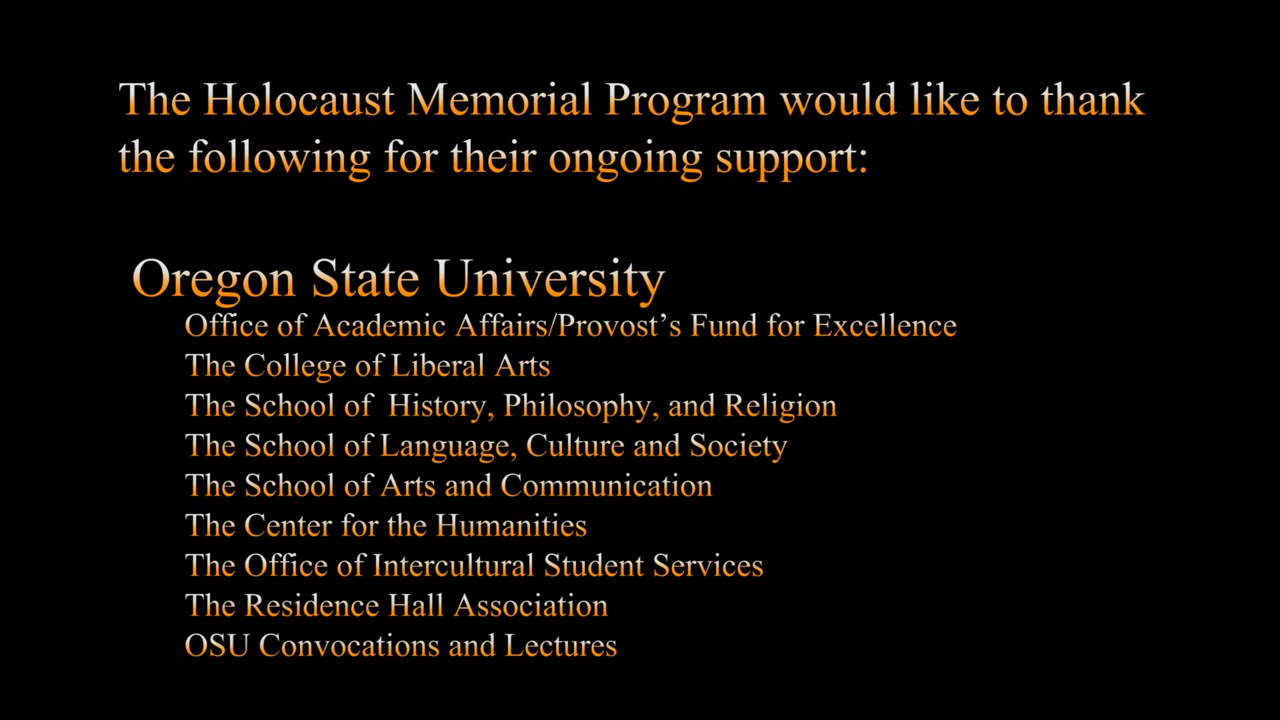 The Holocaust Memorial Program would like to thank
the following for their ongoing support:
Oregon State University
Office of Academic Affairs/Provost’s Fund for Excellence
The College of Liberal Arts
The School of  History, Philosophy, and Religion
The School of Language, Culture and Society
The School of Arts and Communication
The Center for the Humanities
The Office of Intercultural Student Services
The Residence Hall Association
OSU Convocations and Lectures